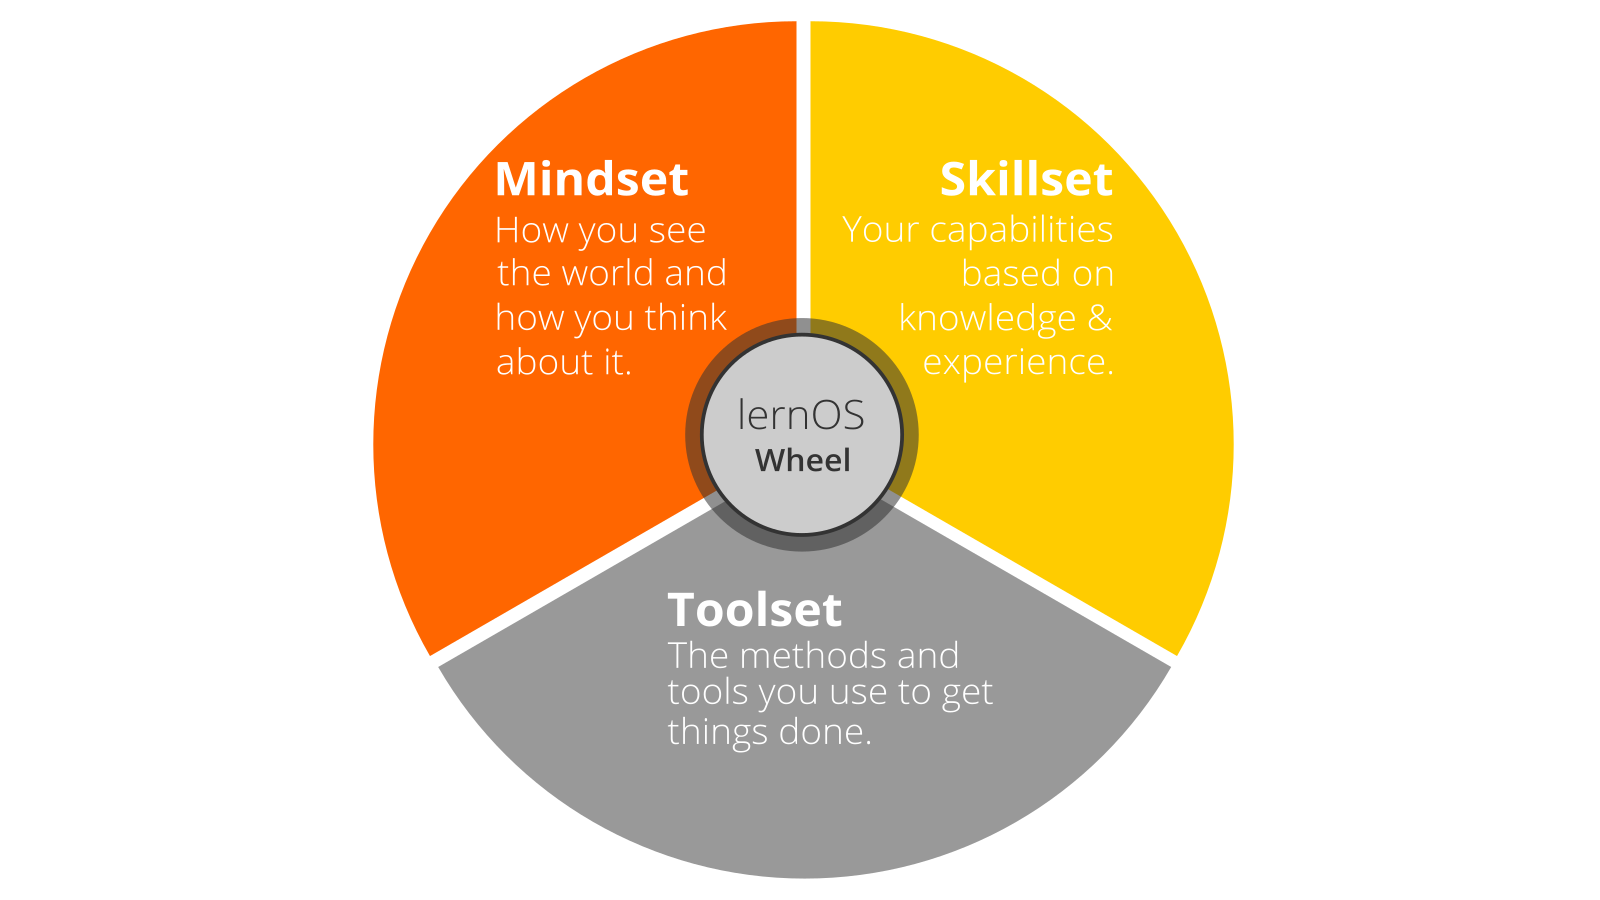 Mindset
How you see
the world and
how you think
about it.
Skillset
Your capabilities
based on
knowledge &
experience.
lernOS
Wheel
Toolset
The methods and
tools you use to get
things done.